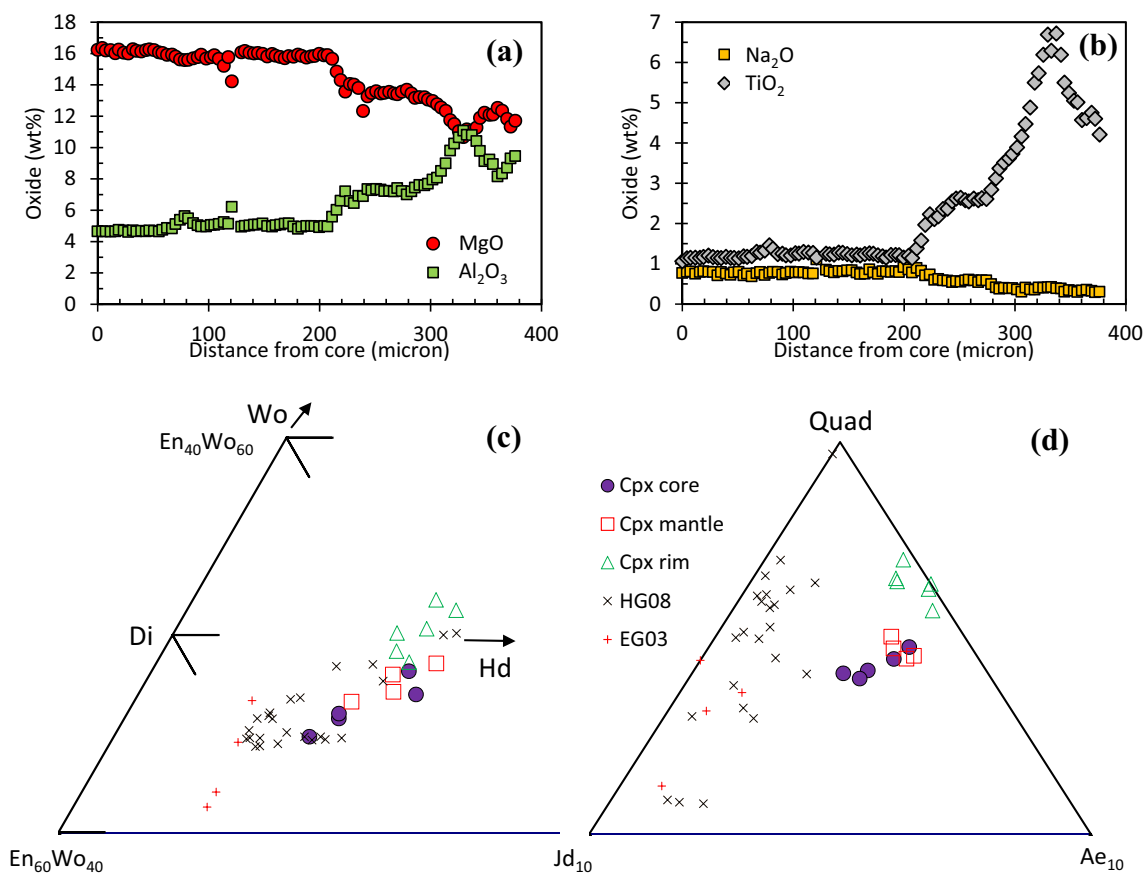 (a)
18
16
14
12
10
8
6
4
2
0
Oxide (wt%)
MgO
Al₂O₃
0 100 200 300 400
Distance from core (micron)
(b)
7
6
5
4
3
2
1
0
Oxide (wt%)
Na₂O
TiO₂
0 100 200 300 400
Distance from core (micron)
(c)
Wo
En₄₀Wo₆₀
Di
Hd
En₆₀Wo₄₀
(d)
Quad
Cpx core
Cpx mantle
Cpx rim
HG08
EG03
Jd₁₀
Ae₁₀